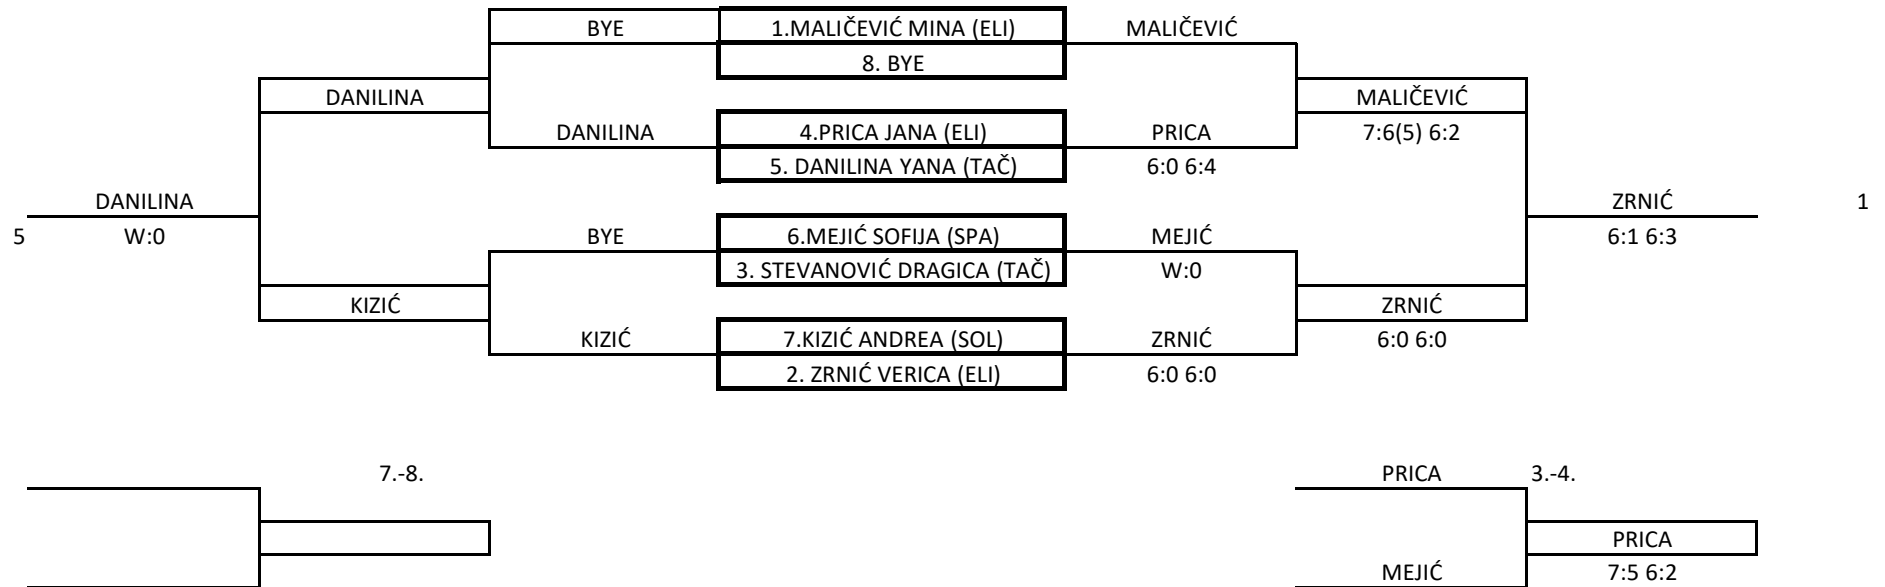 BYE 1.MALIČEVIĆ MINA (ELI) MALIČEVIĆ
8. BYE
DANILINA MALIČEVIĆ
DANILINA 4.PRICA JANA (ELI) PRICA 7:6(5) 6:2
5. DANILINA YANA (TAČ) 6:0 6:4
DANILINA ZRNIĆ 1
5 W:0 BYE 6.MEJIĆ SOFIJA (SPA) MEJIĆ 6:1 6:3
3. STEVANOVIĆ DRAGICA (TAČ) W:0
KIZIĆ ZRNIĆ
KIZIĆ 7.KIZIĆ ANDREA (SOL) ZRNIĆ 6:0 6:0
2. ZRNIĆ VERICA (ELI) 6:0 6:0
7.-8. PRICA 3.-4.
PRICA
MEJIĆ 7:5 6:2